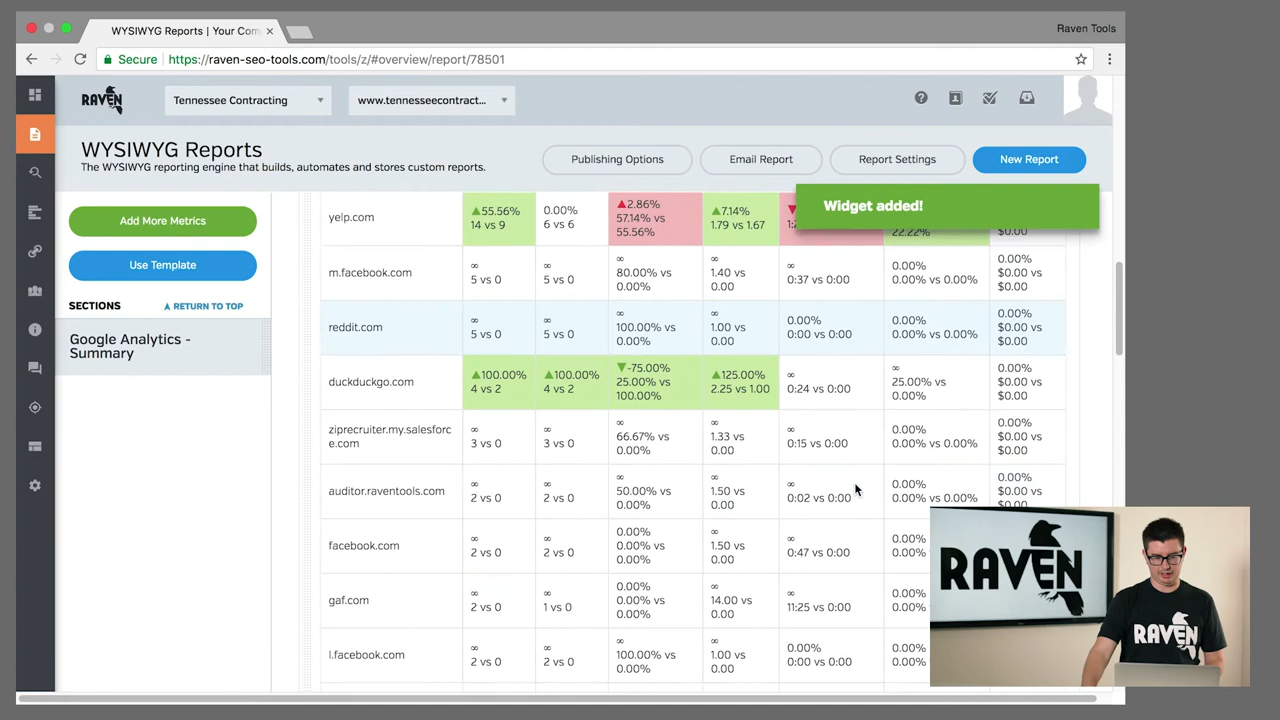 WYSIWYG Reports | Your Com
Raven Tools
Secure https://raven-seo-tools.com/tools/z/#overview/report/78501
RAVEN
Tennessee Contracting
www.tennesseecontract...
WYSIWYG Reports
The WYSIWYG reporting engine that builds, automates and stores custom reports.
Publishing Options
Email Report
Report Settings
New Report
Widget added!
Add More Metrics
Use Template
SECTIONS
RETURN TO TOP
Google Analytics -
Summary
yelp.com
▲55.56%
14 vs 9
0.00%
6 vs 6
▲2.86%
57.14% vs
55.56%
▲7.14%
1.79 vs 1.67
▼
22.22%
$0.00
m.facebook.com
∞
5 vs 0
∞
5 vs 0
∞
80.00% vs
0.00%
∞
1.40 vs
0.00
∞
0:37 vs 0:00
0.00%
0.00% vs 0.00%
0.00%
$0.00 vs
$0.00
reddit.com
∞
5 vs 0
∞
5 vs 0
∞
100.00% vs
0.00%
∞
1.00 vs
0.00
0.00%
0:00 vs 0:00
0.00%
0.00% vs 0.00%
0.00%
$0.00 vs
$0.00
duckduckgo.com
▲100.00%
4 vs 2
▲100.00%
4 vs 2
▼-75.00%
25.00% vs
100.00%
▲125.00%
2.25 vs 1.00
∞
0:24 vs 0:00
∞
25.00% vs
0.00%
0.00%
$0.00 vs
$0.00
ziprecruiter.my.salesforc
e.com
∞
3 vs 0
∞
3 vs 0
∞
66.67% vs
0.00%
∞
1.33 vs
0.00
∞
0:15 vs 0:00
0.00%
0.00% vs 0.00%
0.00%
$0.00 vs
$0.00
auditor.raventools.com
∞
2 vs 0
∞
2 vs 0
∞
50.00% vs
0.00%
∞
1.50 vs
0.00
∞
0:02 vs 0:00
0.00%
0.00% vs 0.00%
0.00%
$0.00 vs
$0.00
facebook.com
∞
2 vs 0
∞
2 vs 0
0.00%
0.00% vs
0.00%
∞
1.50 vs
0.00
∞
0:47 vs 0:00
0.00%
0.00%
gaf.com
∞
2 vs 0
∞
1 vs 0
0.00%
0.00% vs
0.00%
∞
14.00 vs
0.00
∞
11:25 vs 0:00
0.00%
0.00%
l.facebook.com
∞
2 vs 0
∞
2 vs 0
∞
100.00% vs
0.00%
∞
1.00 vs
0.00
0.00%
0:00 vs 0:00
0.00%
0.00%
RAVEN
RAVEN